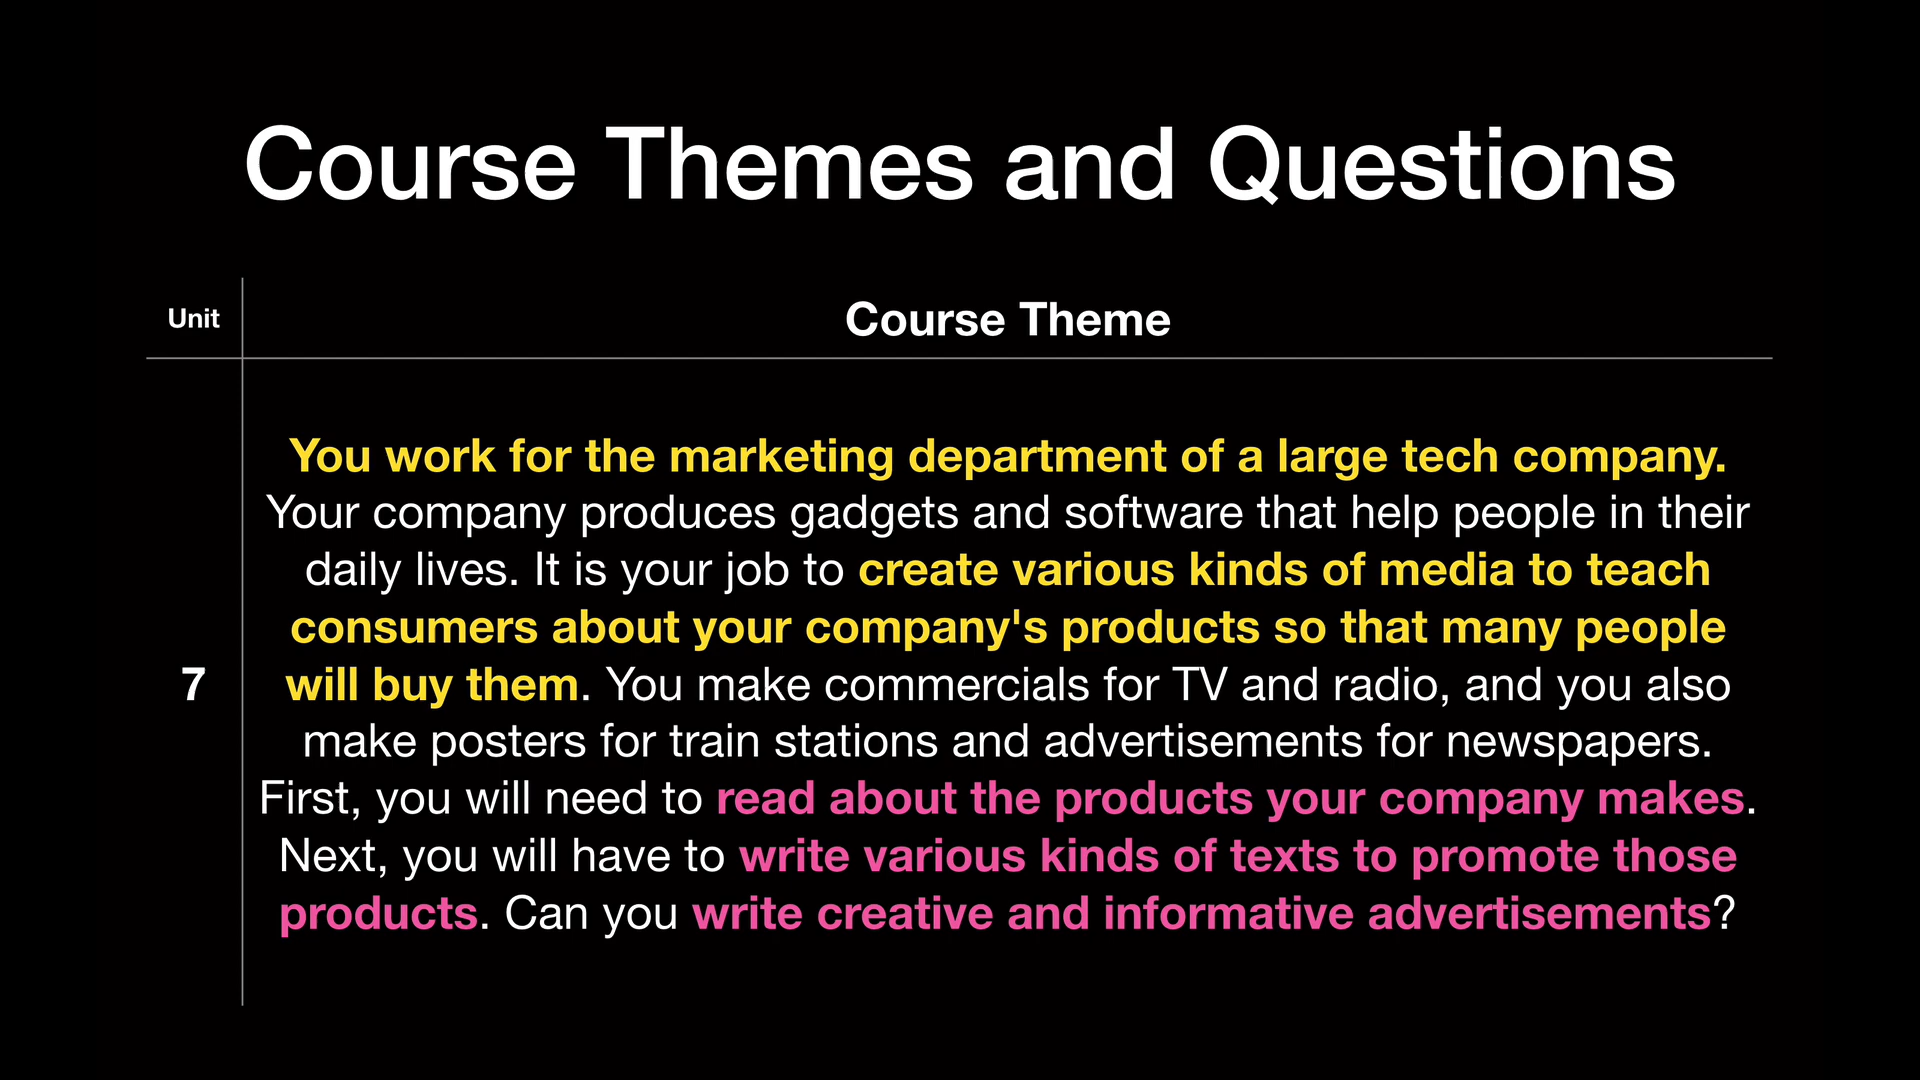 Course Themes and Questions
Unit
Course Theme
7
You work for the marketing department of a large tech company.
Your company produces gadgets and software that help people in their
daily lives. It is your job to create various kinds of media to teach
consumers about your company's products so that many people
will buy them. You make commercials for TV and radio, and you also
make posters for train stations and advertisements for newspapers.
First, you will need to read about the products your company makes.
Next, you will have to write various kinds of texts to promote those
products. Can you write creative and informative advertisements?